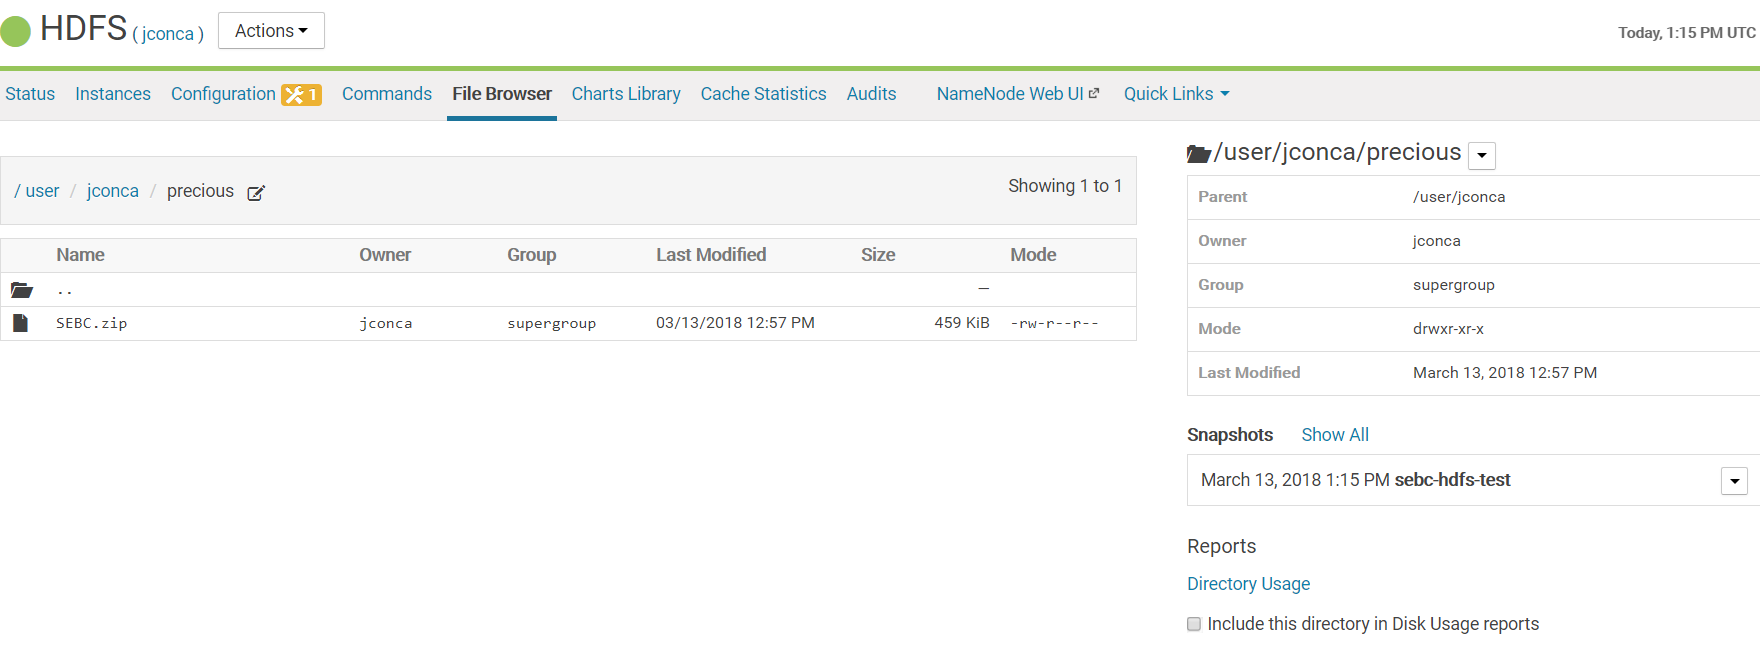 HDFS ( jconca ) Actions Today, 1:15 PM UTC
Status Instances Configuration 1 Commands File Browser Charts Library Cache Statistics Audits NameNode Web UI Quick Links
/ user / jconca / precious Showing 1 to 1
Name Owner Group Last Modified Size Mode
.. —
SEBC.zip jconca supergroup 03/13/2018 12:57 PM 459 KiB -rw-r--r--
/user/jconca/precious
Parent /user/jconca
Owner jconca
Group supergroup
Mode drwxr-xr-x
Last Modified March 13, 2018 12:57 PM
Snapshots Show All
March 13, 2018 1:15 PM sebc-hdfs-test
Reports
Directory Usage
Include this directory in Disk Usage reports